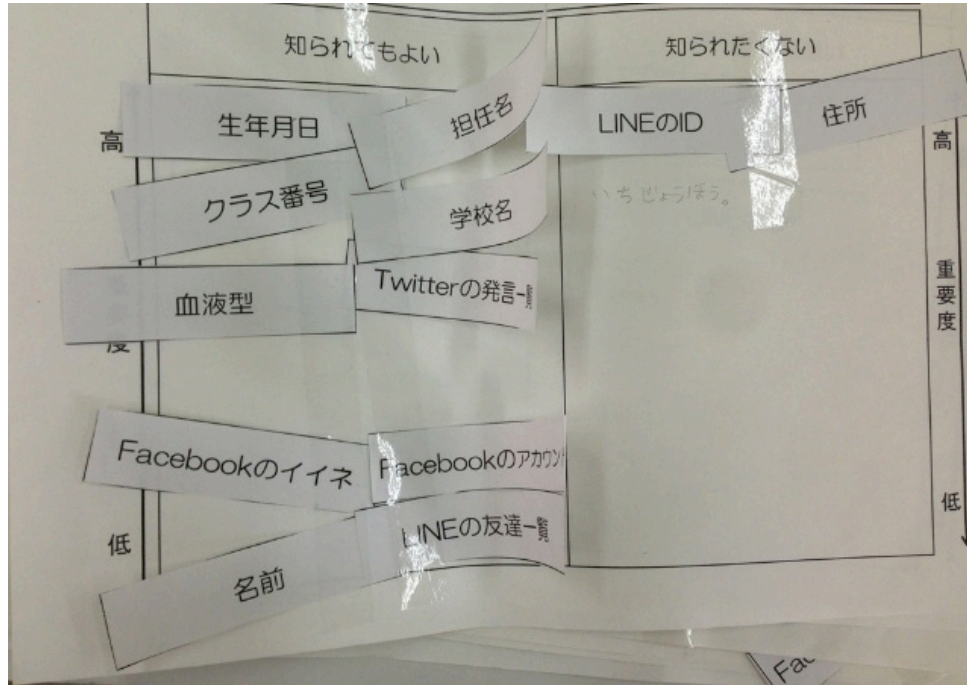 知られてもよい 知られたくない
生年月日 担任名 LINEのID 住所
高 高
クラス番号 学校名
いちじょうほう。
血液型 Twitterの発言一覧
重要度
度
Facebookのイイネ Facebookのアカウント
低
LINEの友達一覧
低
名前
Fac